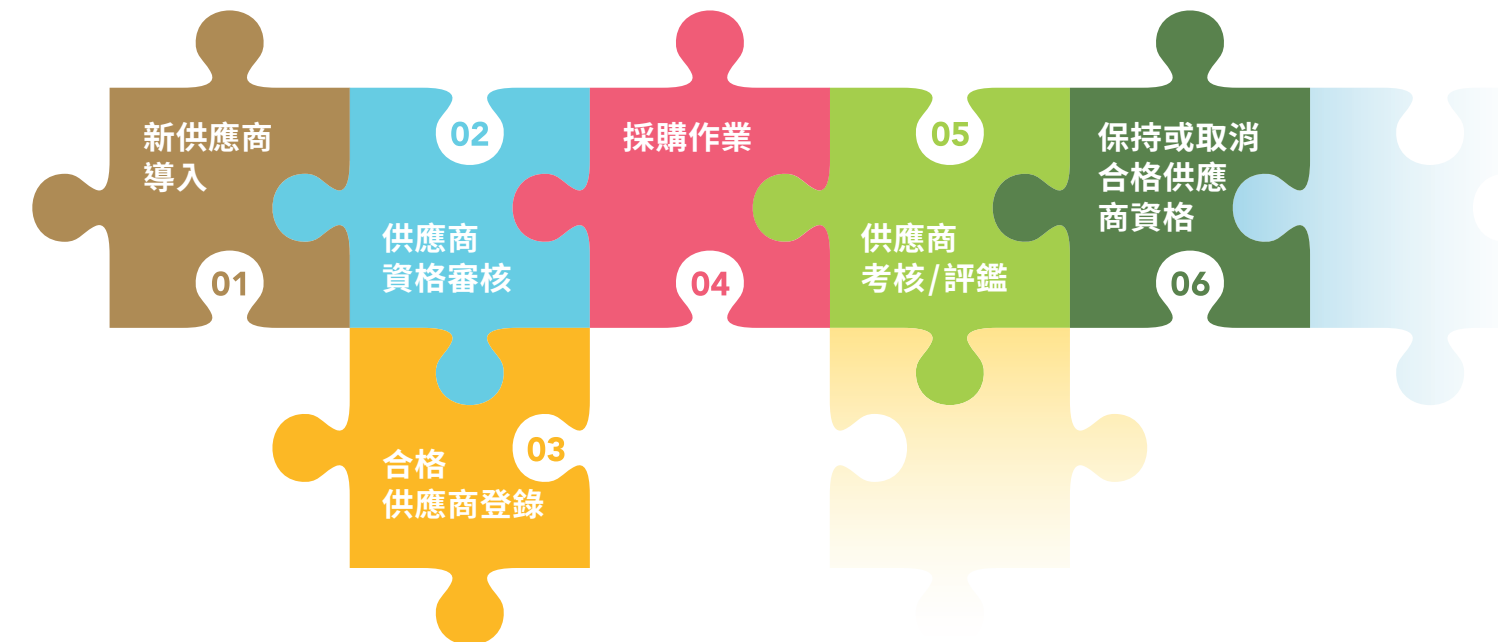 新供應商
導入
01
02
供應商
資格審核
合格
供應商登錄
03
採購作業
04
05
供應商
考核/評鑑
保持或取消
合格供應
商資格
06